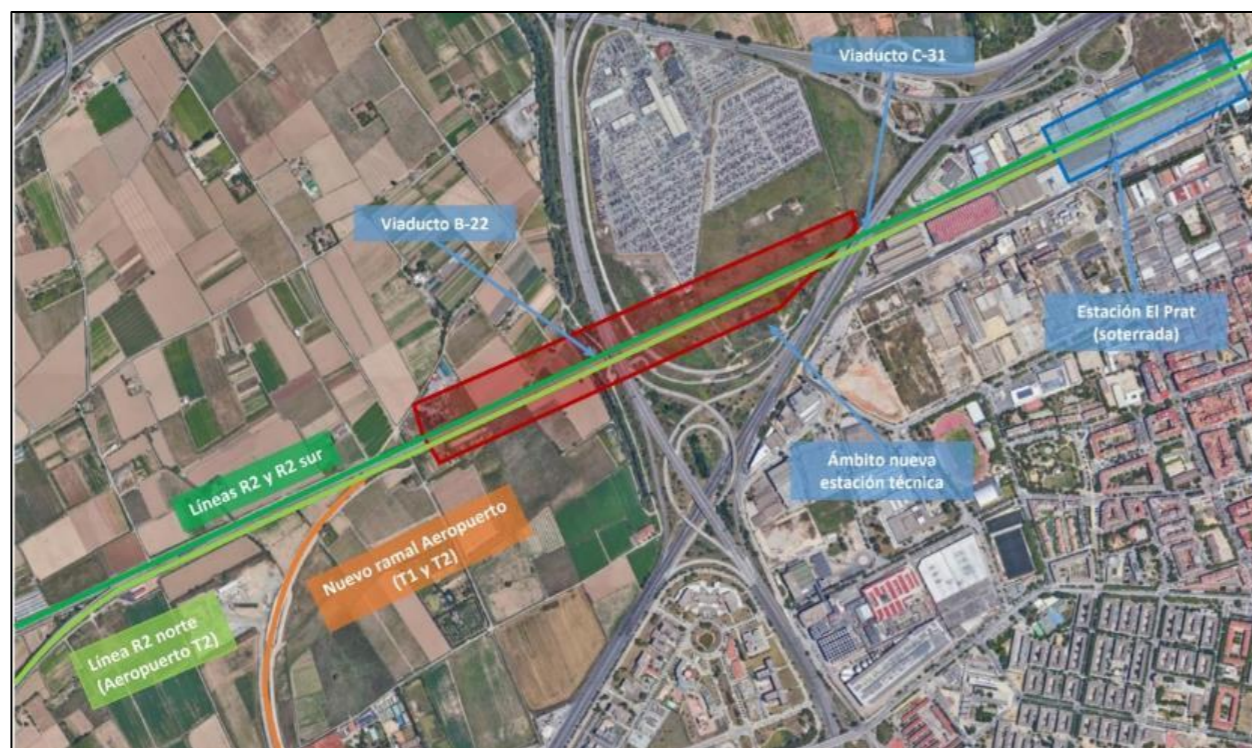 Viaducto C-31
Viaducto B-22
Estación El Prat
(soterrada)
Ámbito nueva
estación técnica
Líneas R2 y R2 sur
Nuevo ramal Aeropuerto
(T1 y T2)
Línea R2 norte
(Aeropuerto T2)